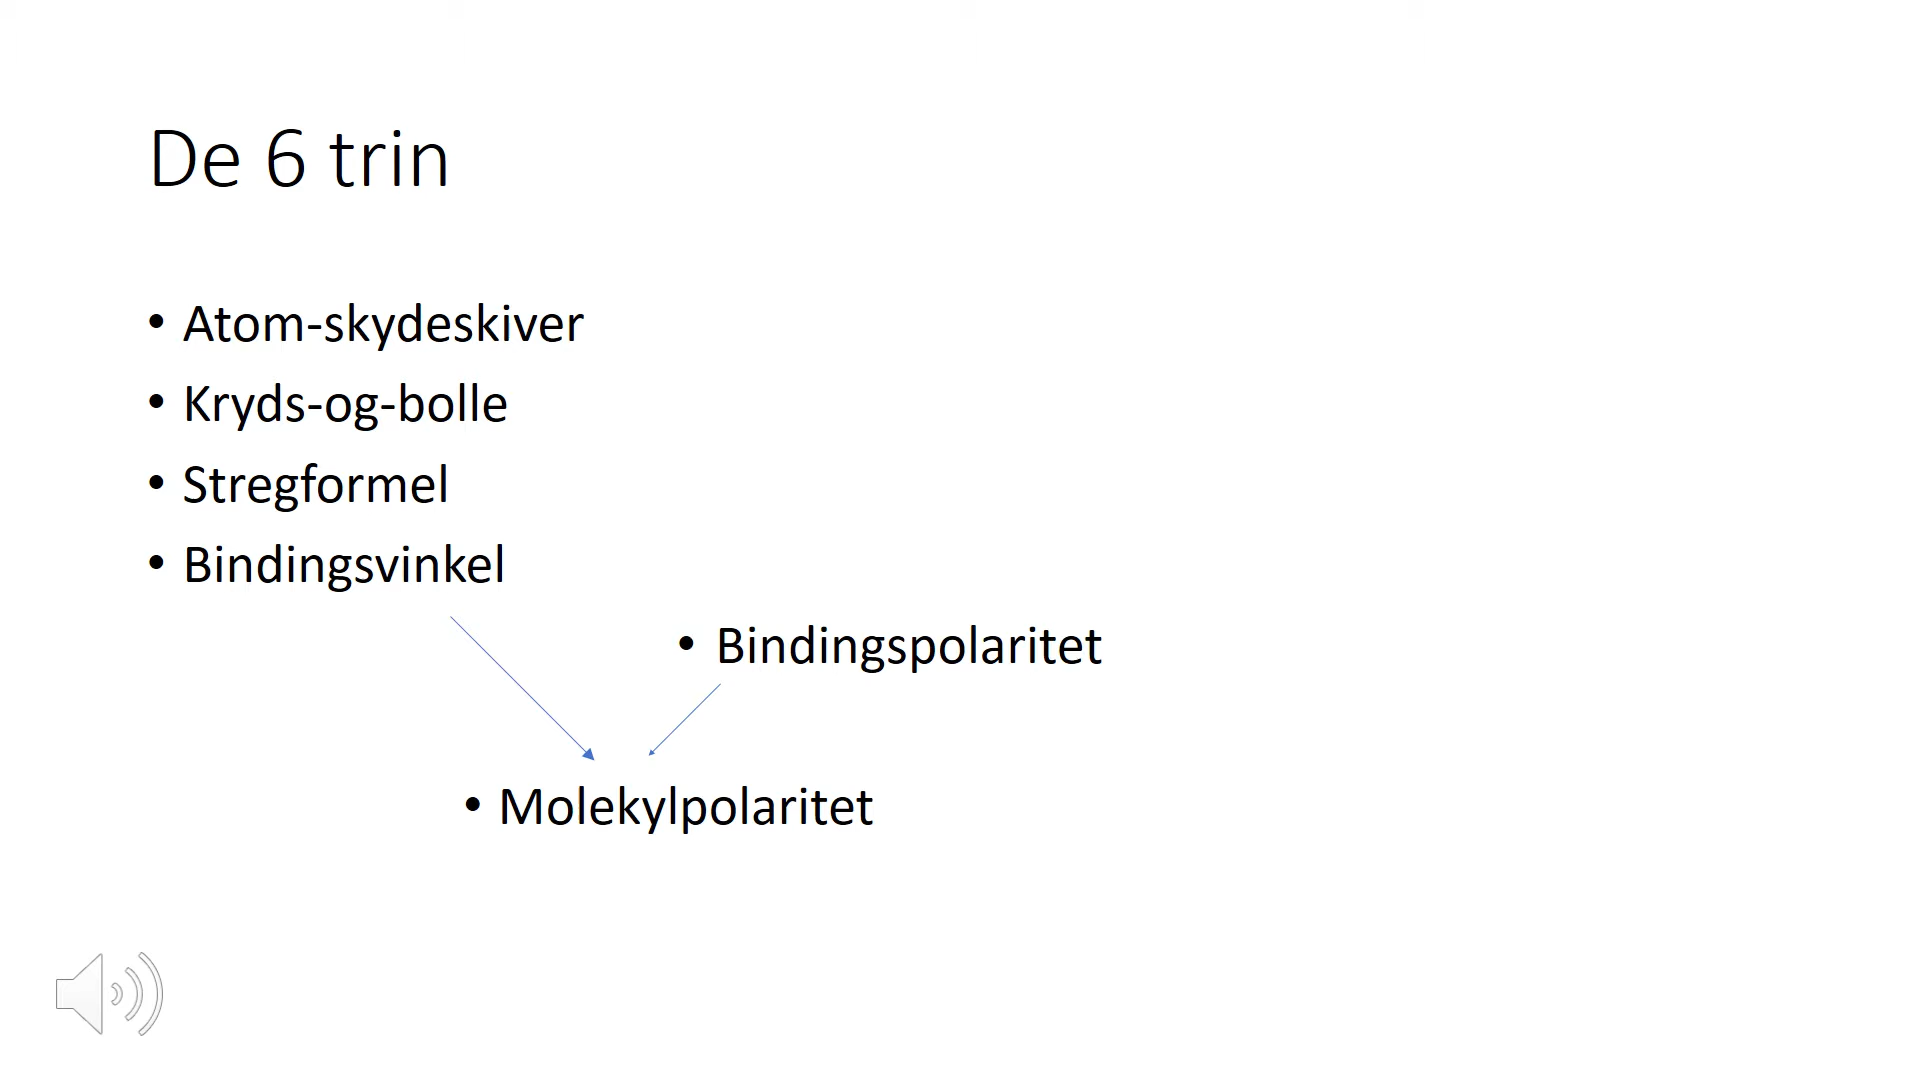 De 6 trin
• Atom-skydeskiver
• Kryds-og-bolle
• Stregformel
• Bindingsvinkel
• Bindingspolaritet
• Molekylpolaritet